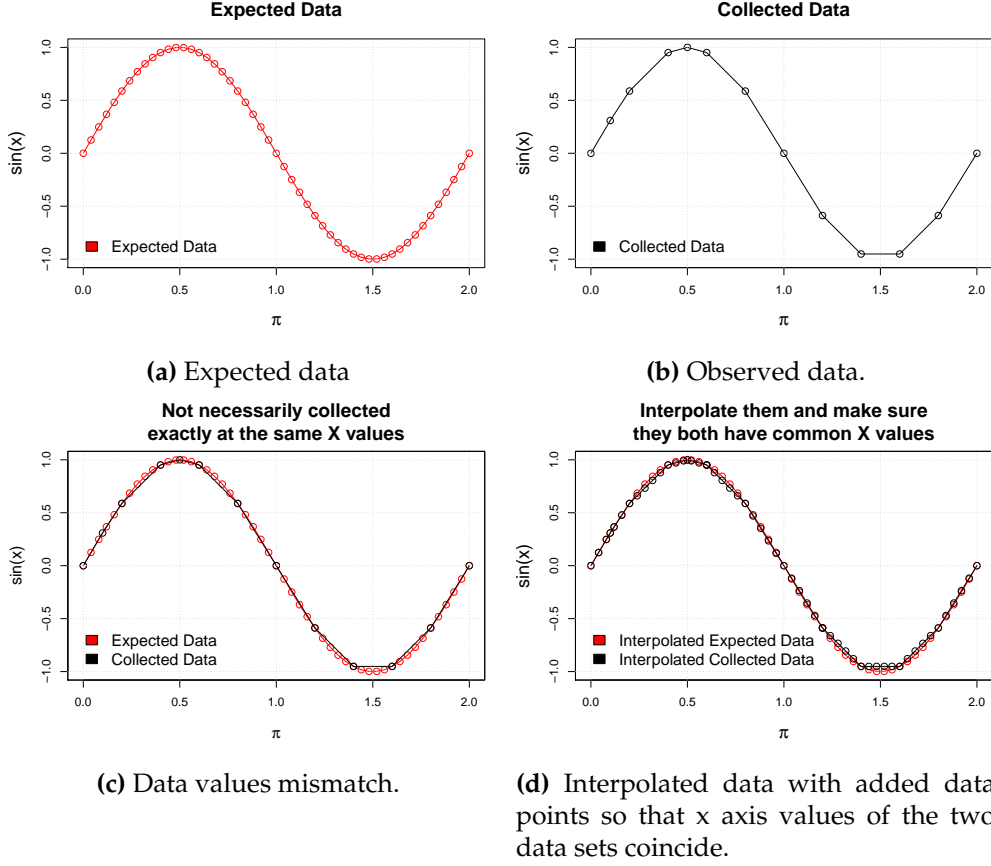 Expected Data
1.0
0.5
0.0
−0.5
−1.0
sin(x)
Expected Data
0.0 0.5 1.0 1.5 2.0
π
(a) Expected data
Collected Data
1.0
0.5
0.0
−0.5
−1.0
sin(x)
Collected Data
0.0 0.5 1.0 1.5 2.0
π
(b) Observed data.
Not necessarily collected
exactly at the same X values
1.0
0.5
0.0
−0.5
−1.0
sin(x)
Expected Data
Collected Data
0.0 0.5 1.0 1.5 2.0
π
(c) Data values mismatch.
Interpolate them and make sure
they both have common X values
1.0
0.5
0.0
−0.5
−1.0
sin(x)
Interpolated Expected Data
Interpolated Collected Data
0.0 0.5 1.0 1.5 2.0
π
(d) Interpolated data with added data
points so that x axis values of the two
data sets coincide.